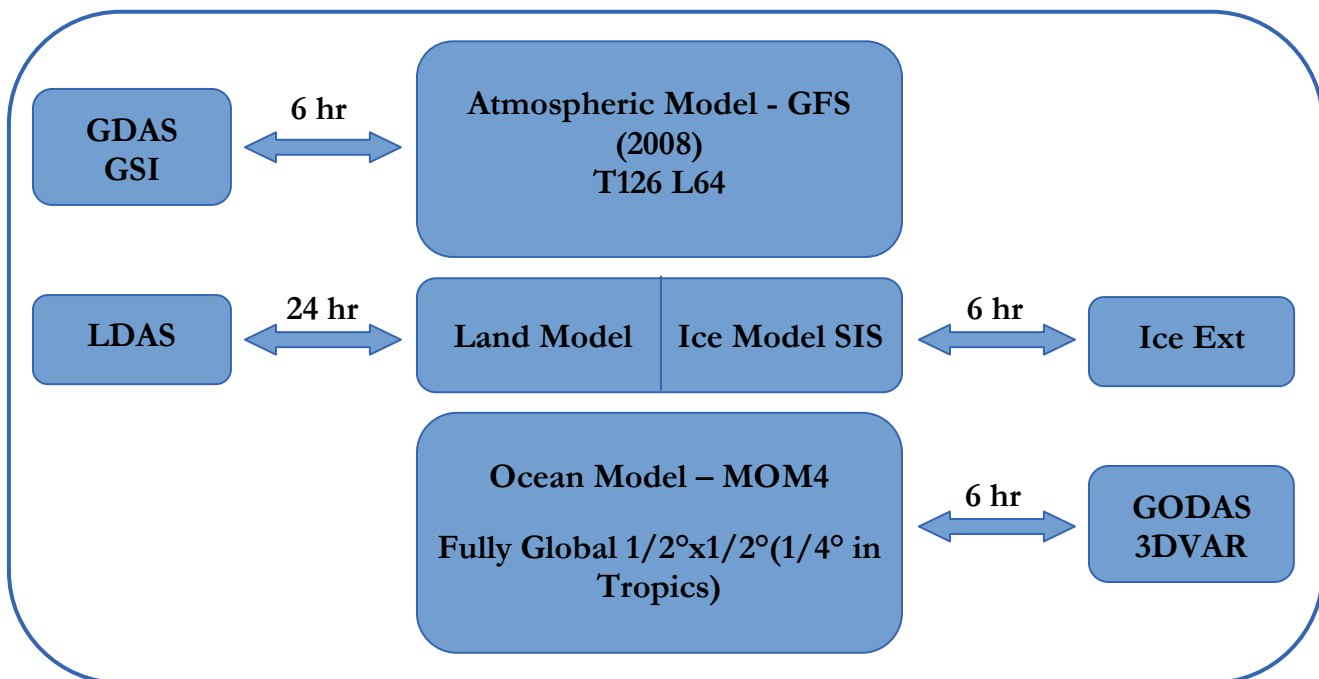 6 hr
GDAS
GSI
Atmospheric Model - GFS
(2008)
T126 L64
24 hr
LDAS
Land Model
Ice Model SIS
6 hr
Ice Ext
Ocean Model – MOM4
Fully Global 1/2°x1/2°(1/4° in
Tropics)
6 hr
GODAS
3DVAR